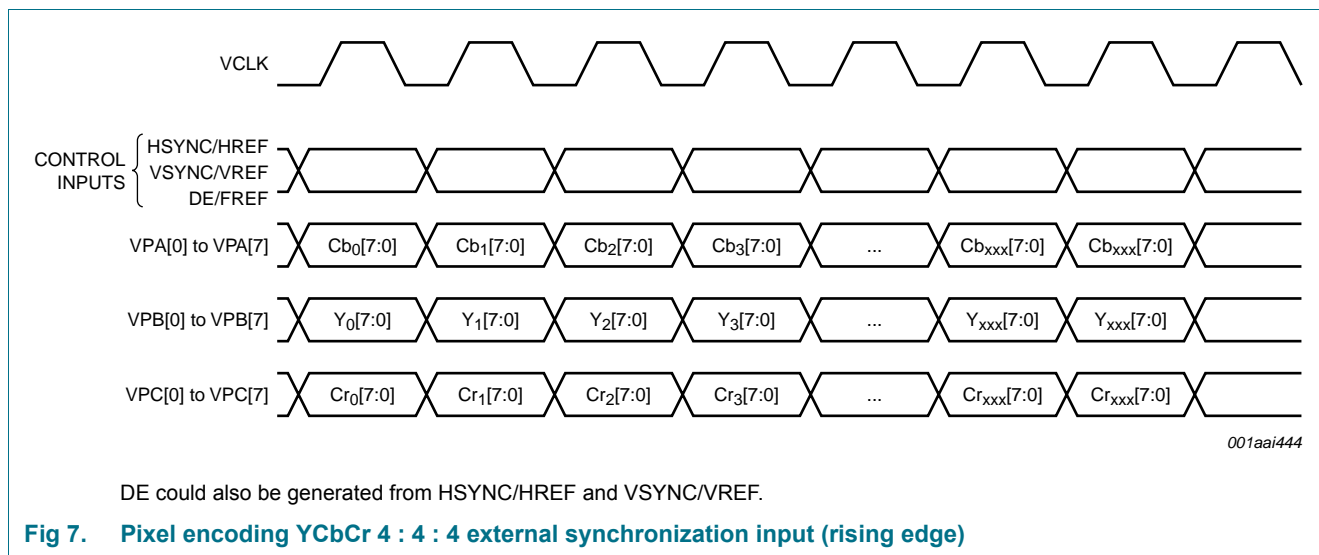 VCLK
CONTROL INPUTS
HSYNC/HREF
VSYNC/VREF
DE/FREF
VPA[0] to VPA[7] Cb0[7:0] Cb1[7:0] Cb2[7:0] Cb3[7:0] ... Cbxxx[7:0] Cbxxx[7:0]
VPB[0] to VPB[7] Y0[7:0] Y1[7:0] Y2[7:0] Y3[7:0] ... Yxxx[7:0] Yxxx[7:0]
VPC[0] to VPC[7] Cr0[7:0] Cr1[7:0] Cr2[7:0] Cr3[7:0] ... Crxxx[7:0] Crxxx[7:0]
001aai444
DE could also be generated from HSYNC/HREF and VSYNC/VREF.
Fig 7. Pixel encoding YCbCr 4 : 4 : 4 external synchronization input (rising edge)